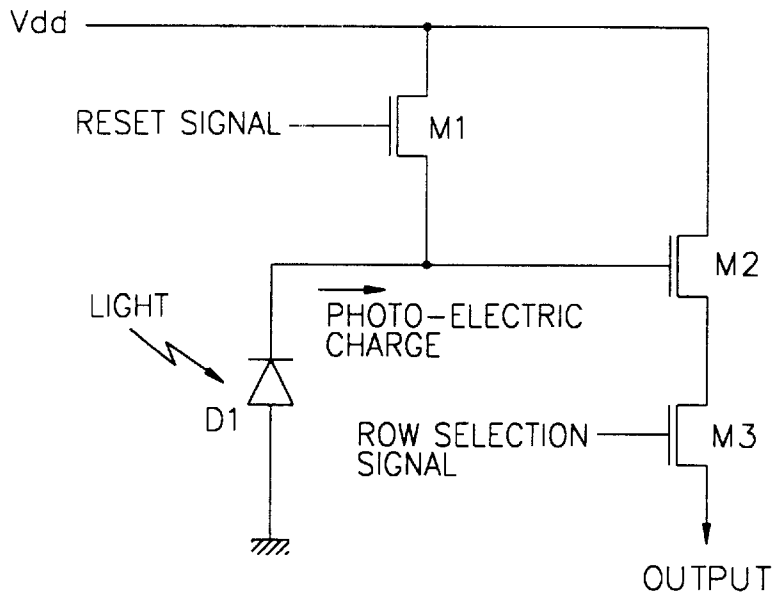 Vdd
RESET SIGNAL
M1
M2
LIGHT
PHOTO-ELECTRIC
CHARGE
D1
ROW SELECTION
SIGNAL
M3
OUTPUT